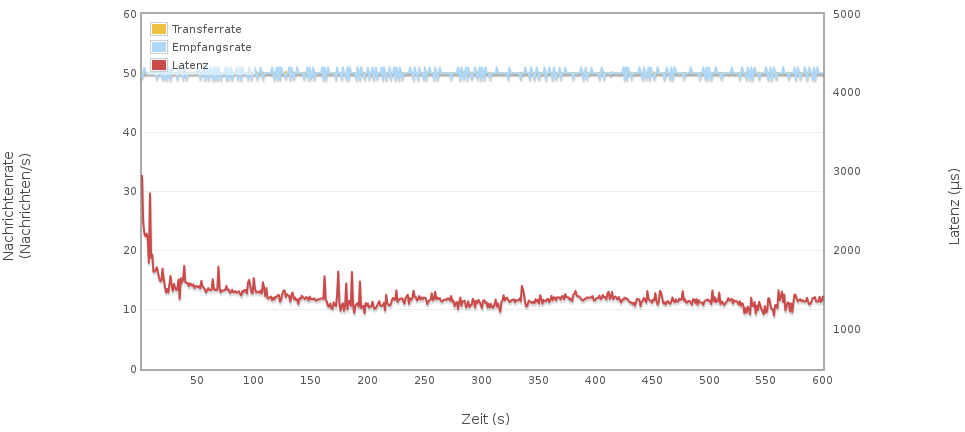 60
50
40
30
20
10
0
Transferrate
Empfangsrate
Latenz
5000
4000
3000
2000
1000
50 100 150 200 250 300 350 400 450 500 550 600
Nachrichtenrate
(Nachrichten/s)
Latenz (µs)
Zeit (s)